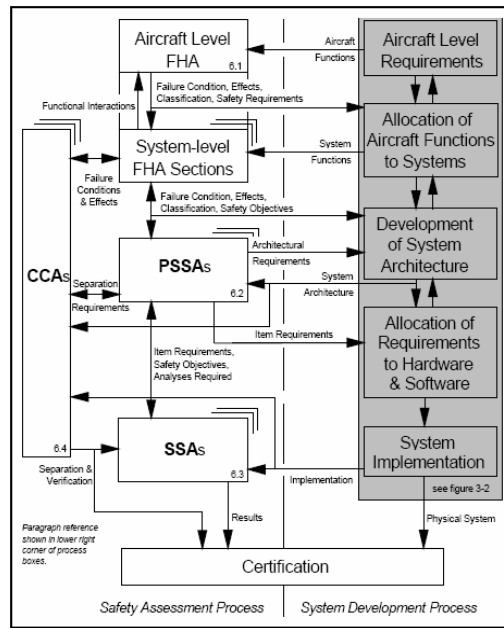 Aircraft Level
FHA
6.1
Aircraft
Functions
Aircraft Level
Requirements
Functional Interactions
Failure Condition, Effects,
Classification, Safety Requirements
System-level
FHA Sections
System
Functions
Allocation of
Aircraft Functions
to Systems
Failure
Conditions
& Effects
Failure Condition, Effects,
Classification, Safety Objectives
CCAs
6.4
Separation
Requirements
PSSAs
6.2
Architectural
Requirements
System
Architecture
Development
of System
Architecture
Item Requirements
Allocation of
Requirements
to Hardware
& Software
Item Requirements,
Safety Objectives,
Analyses Required
SSAs
6.3
Implementation
System
Implementation
see figure 3-2
Separation &
Verification
Results
Physical System
Paragraph reference
shown in lower right
corner of process
boxes.
Certification
Safety Assessment Process
System Development Process